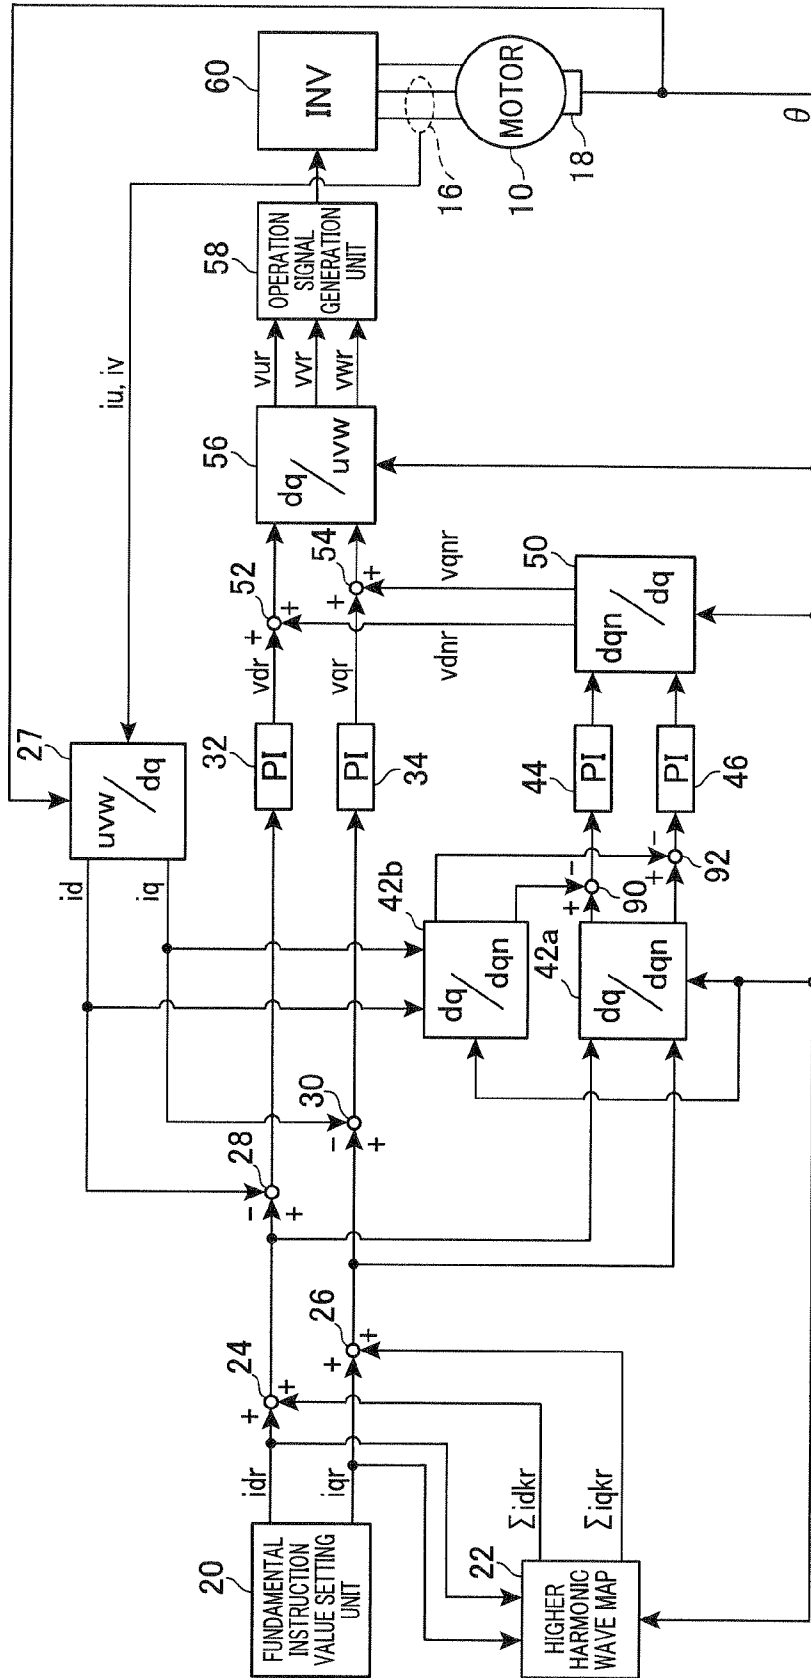 20
FUNDAMENTAL
INSTRUCTION
VALUE SETTING
UNIT
idr
iqr
22
HIGHER
HARMONIC
WAVE MAP
Σidkr
Σiqkr
24
+
+
26
+
+
28
-
+
30
-
+
27
uvw/dq
id
iq
iu, iv
32
PI
34
PI
vdr
vqr
42b
dq/dqn
42a
dq/dqn
90
+
-
92
+
-
44
PI
46
PI
50
dqn/dq
vdnr
vqnr
52
+
+
54
+
+
56
dq/uvw
vur
vvr
vwr
58
OPERATION
SIGNAL
GENERATION
UNIT
60
INV
16
10
MOTOR
18
θ